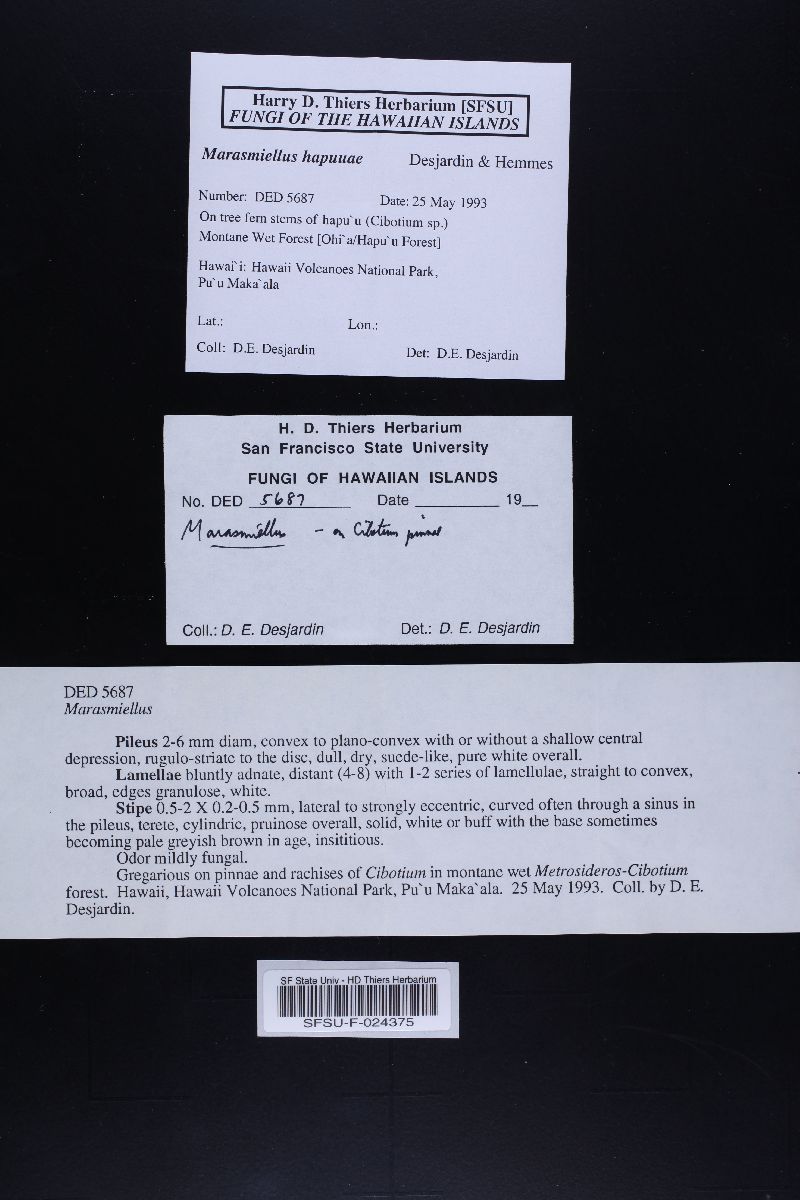 Harry D. Thiers Herbarium [SFSU]
FUNGI OF THE HAWAIIAN ISLANDS
Marasmiellus hapuuae Desjardin & Hemmes
Number: DED 5687 Date: 25 May 1993
On tree fern stems of hapu`u (Cibotium sp.)
Montane Wet Forest [Ohi`a/Hapu`u Forest]
Hawai`i: Hawaii Volcanoes National Park,
Pu`u Maka`ala
Lat.: Lon.:
Coll: D.E. Desjardin Det: D.E. Desjardin
H. D. Thiers Herbarium
San Francisco State University
FUNGI OF HAWAIIAN ISLANDS
No. DED 5687 Date 19
Marasmiellus - on Cibotium pinnae
Coll.: D. E. Desjardin Det.: D. E. Desjardin
DED 5687
Marasmiellus
Pileus 2-6 mm diam, convex to plano-convex with or without a shallow central
depression, rugulo-striate to the disc, dull, dry, suede-like, pure white overall.
Lamellae bluntly adnate, distant (4-8) with 1-2 series of lamellulae, straight to convex,
broad, edges granulose, white.
Stipe 0.5-2 X 0.2-0.5 mm, lateral to strongly eccentric, curved often through a sinus in
the pileus, terete, cylindric, pruinose overall, solid, white or buff with the base sometimes
becoming pale greyish brown in age, insititious.
Odor mildly fungal.
Gregarious on pinnae and rachises of Cibotium in montane wet Metrosideros-Cibotium
forest. Hawaii, Hawaii Volcanoes National Park, Pu`u Maka`ala. 25 May 1993. Coll. by D. E.
Desjardin.
SF State Univ - HD Thiers Herbarium
SFSU-F-024375